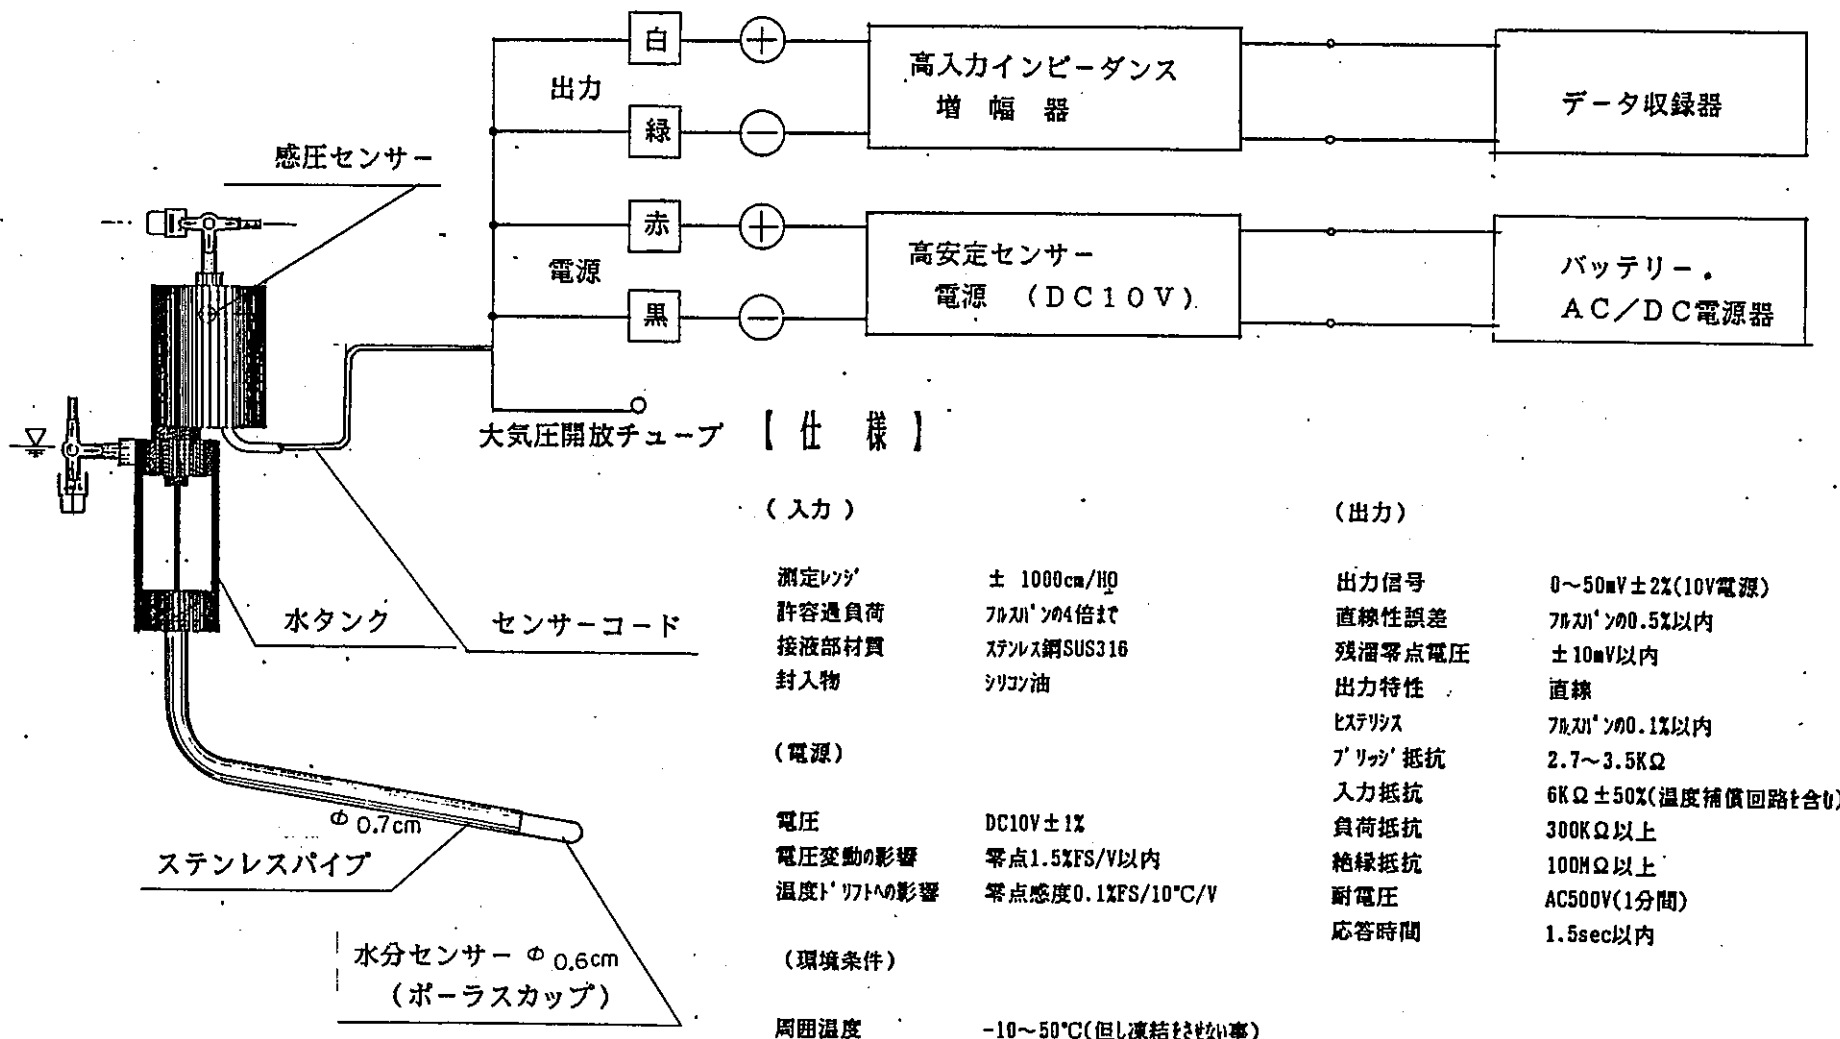 白
出力
緑
高入力インピーダンス
増 幅 器
データ収録器
感圧センサー
赤
電源
黒
高安定センサー
電源 (DC10V)
バッテリー.
AC/DC電源器
大気圧開放チューブ
水タンク
センサーコード
Φ 0.7cm
ステンレスパイプ
水分センサー Φ 0.6cm
(ポーラスカップ)
【仕 様】
(入力)
測定レンジ ± 1000cm/H2O
許容過負荷 フルスパンの4倍まで
接液部材質 ステンレス鋼SUS316
封入物 シリコン油
(電源)
電圧 DC10V±1%
電圧変動の影響 零点1.5%FS/V以内
温度ドリフトへの影響 零点感度0.1%FS/10°C/V
(環境条件)
周囲温度 -10~50°C(但し凍結をさせない事)
(出力)
出力信号 0~50mV±2%(10V電源)
直線性誤差 フルスパンの0.5%以内
残溜零点電圧 ±10mV以内
出力特性 直線
ヒステリシス フルスパンの0.1%以内
ブリッジ抵抗 2.7~3.5KΩ
入力抵抗 6KΩ±50%(温度補償回路を含む)
負荷抵抗 300KΩ以上
絶縁抵抗 100MΩ以上
耐電圧 AC500V(1分間)
応答時間 1.5sec以内